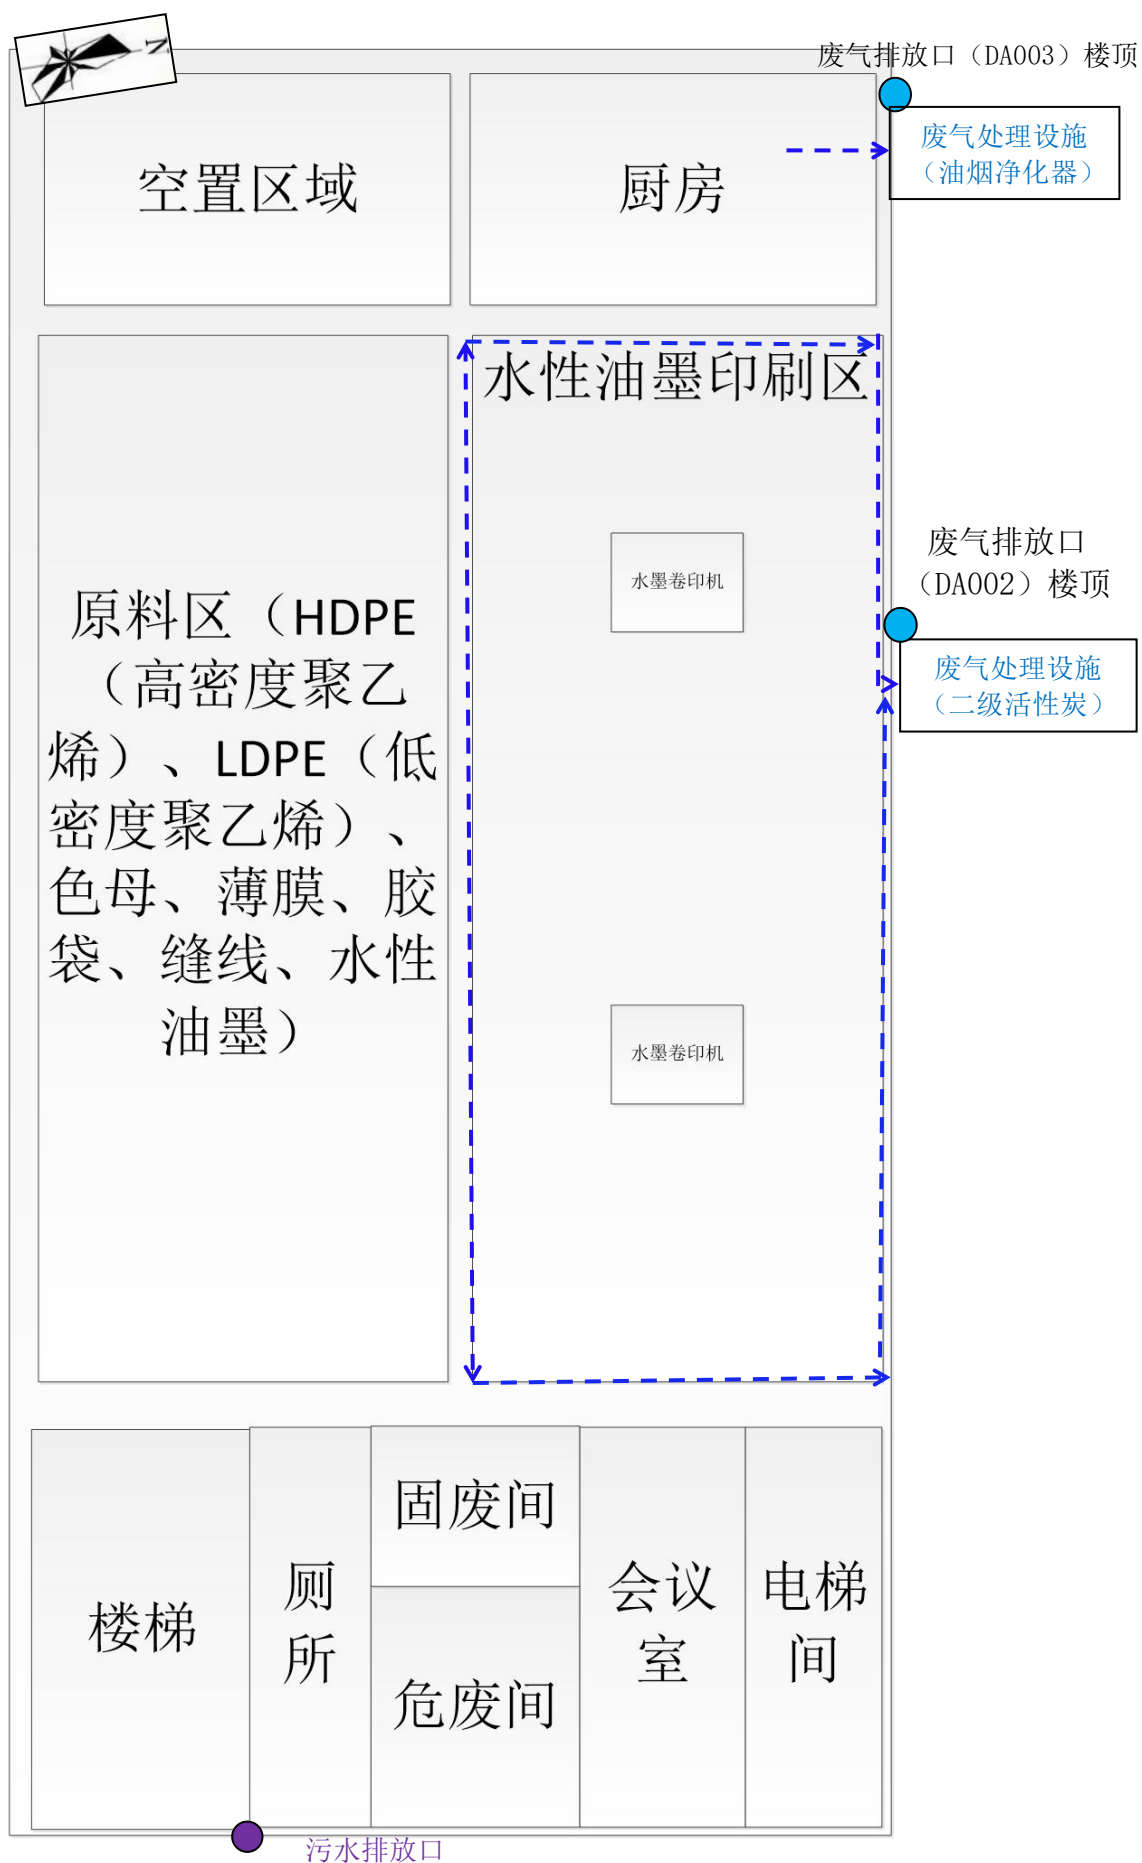 N
废气排放口（DA003）楼顶
废气处理设施
（油烟净化器）
空置区域
厨房
水性油墨印刷区
水墨卷印机
废气排放口
（DA002）楼顶
废气处理设施
（二级活性炭）
原料区（HDPE
（高密度聚乙
烯）、LDPE（低
密度聚乙烯）、
色母、薄膜、胶
袋、缝线、水性
油墨）
水墨卷印机
楼梯
厕
所
固废间
危废间
会议
室
电梯
间
污水排放口